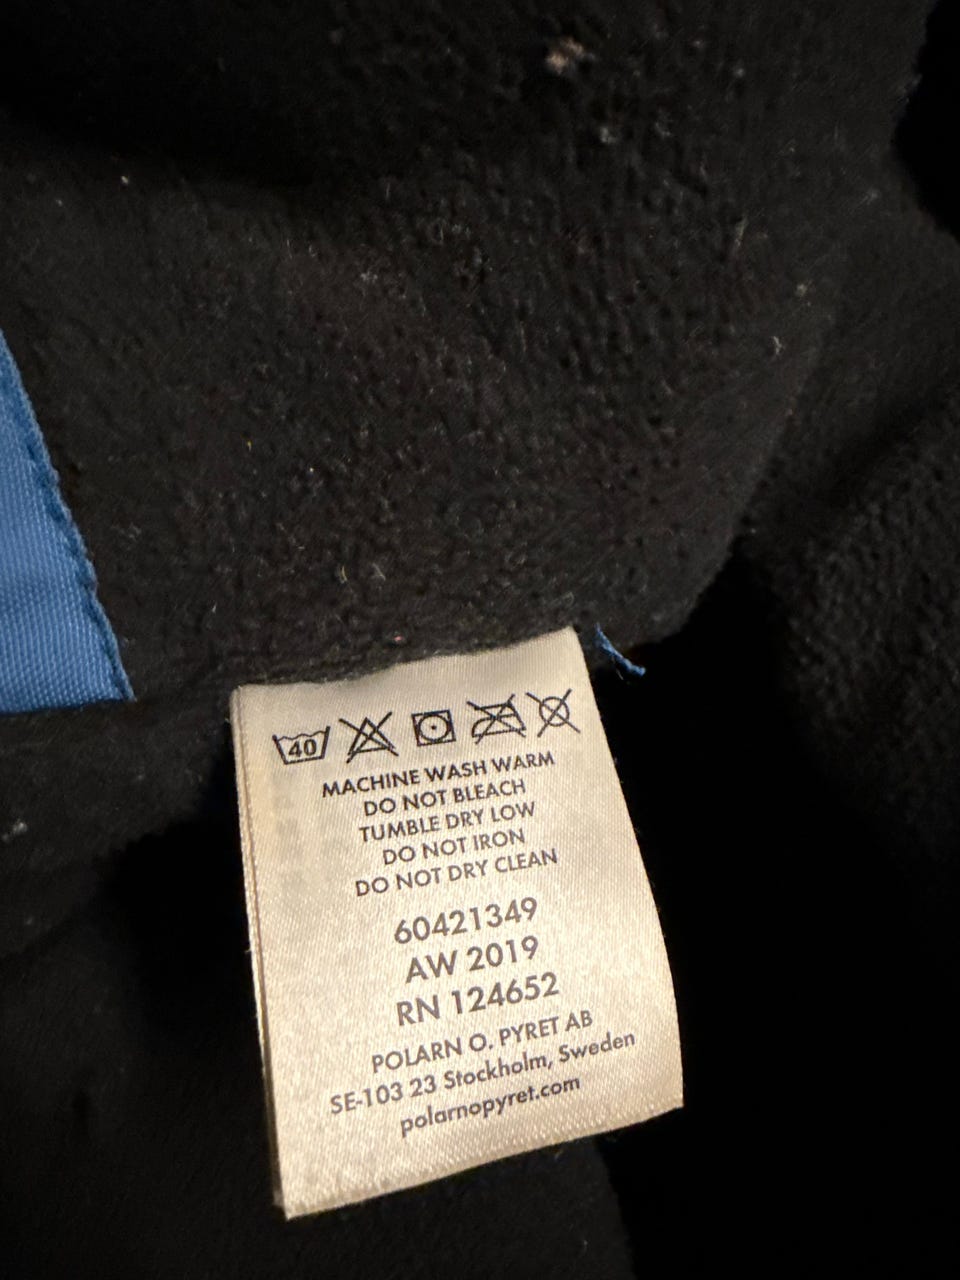 40
MACHINE WASH WARM
DO NOT BLEACH
TUMBLE DRY LOW
DO NOT IRON
DO NOT DRY CLEAN
60421349
AW 2019
RN 124652
POLARN O. PYRET AB
SE-103 23 Stockholm, Sweden
polarnopyret.com